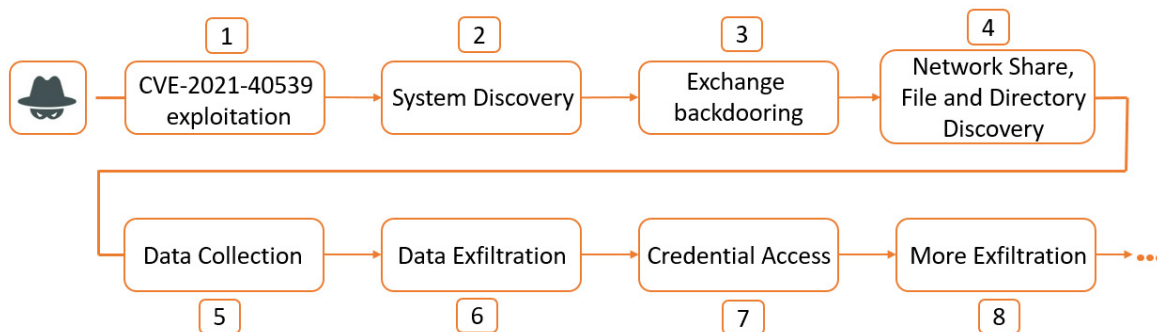 1
2
3
4
CVE-2021-40539
exploitation
System Discovery
Exchange
backdooring
Network Share,
File and Directory
Discovery
Data Collection
Data Exfiltration
Credential Access
More Exfiltration
...
5
6
7
8